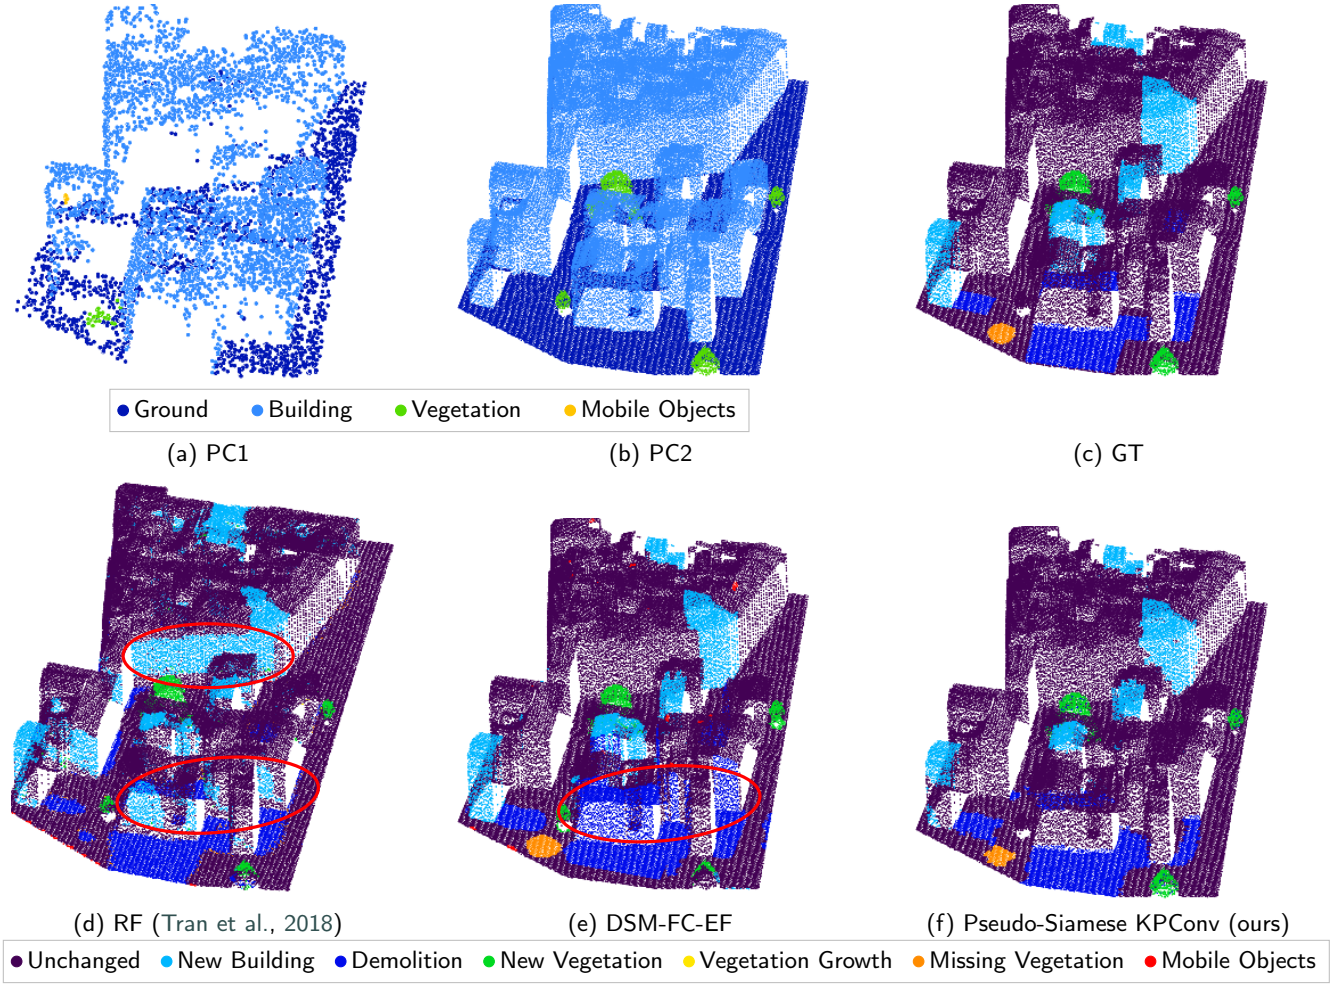 Ground Building Vegetation Mobile Objects
(a) PC1
(b) PC2
(c) GT
(d) RF (Tran et al., 2018)
(e) DSM-FC-EF
(f) Pseudo-Siamese KPConv (ours)
Unchanged New Building Demolition New Vegetation Vegetation Growth Missing Vegetation Mobile Objects